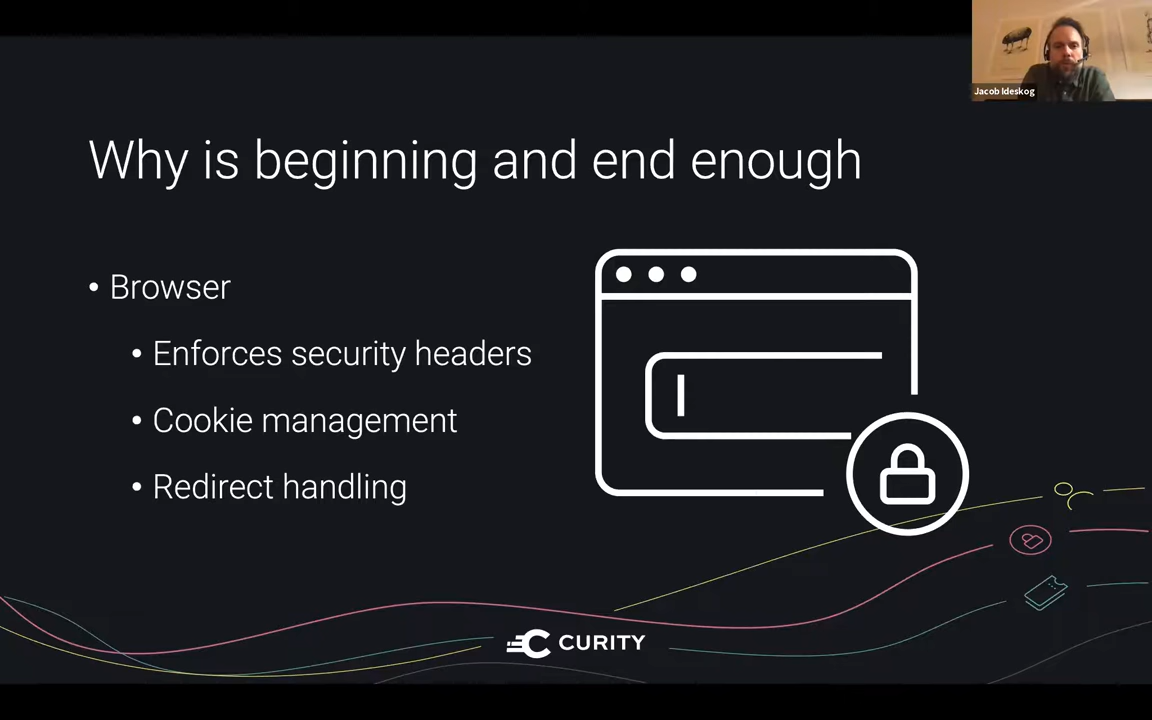 Jacob Ideskog
Why is beginning and end enough
• Browser
• Enforces security headers
• Cookie management
• Redirect handling
CURITY